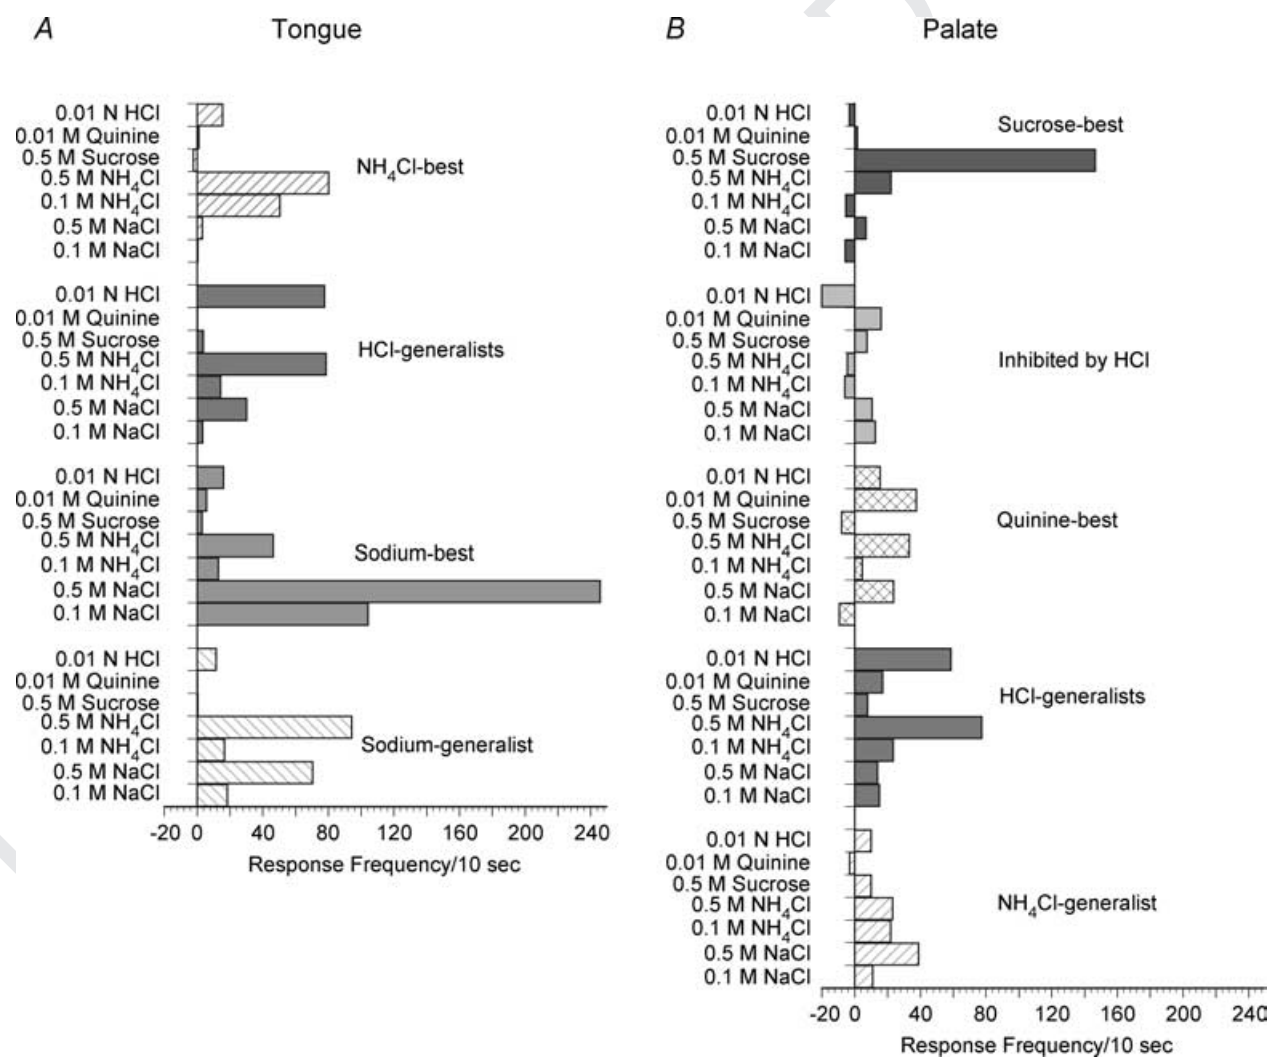 A Tongue
0.01 N HCl
0.01 M Quinine
0.5 M Sucrose
0.5 M NH4Cl
0.1 M NH4Cl
0.5 M NaCl
0.1 M NaCl
NH4Cl-best
0.01 N HCl
0.01 M Quinine
0.5 M Sucrose
0.5 M NH4Cl
0.1 M NH4Cl
0.5 M NaCl
0.1 M NaCl
HCl-generalists
0.01 N HCl
0.01 M Quinine
0.5 M Sucrose
0.5 M NH4Cl
0.1 M NH4Cl
0.5 M NaCl
0.1 M NaCl
Sodium-best
0.01 N HCl
0.01 M Quinine
0.5 M Sucrose
0.5 M NH4Cl
0.1 M NH4Cl
0.5 M NaCl
0.1 M NaCl
Sodium-generalist
-20 0 40 80 120 160 200 240
Response Frequency/10 sec
B Palate
0.01 N HCl
0.01 M Quinine
0.5 M Sucrose
0.5 M NH4Cl
0.1 M NH4Cl
0.5 M NaCl
0.1 M NaCl
Sucrose-best
0.01 N HCl
0.01 M Quinine
0.5 M Sucrose
0.5 M NH4Cl
0.1 M NH4Cl
0.5 M NaCl
0.1 M NaCl
Inhibited by HCl
0.01 N HCl
0.01 M Quinine
0.5 M Sucrose
0.5 M NH4Cl
0.1 M NH4Cl
0.5 M NaCl
0.1 M NaCl
Quinine-best
0.01 N HCl
0.01 M Quinine
0.5 M Sucrose
0.5 M NH4Cl
0.1 M NH4Cl
0.5 M NaCl
0.1 M NaCl
HCl-generalists
0.01 N HCl
0.01 M Quinine
0.5 M Sucrose
0.5 M NH4Cl
0.1 M NH4Cl
0.5 M NaCl
0.1 M NaCl
NH4Cl-generalist
-20 0 40 80 120 160 200 240
Response Frequency/10 sec